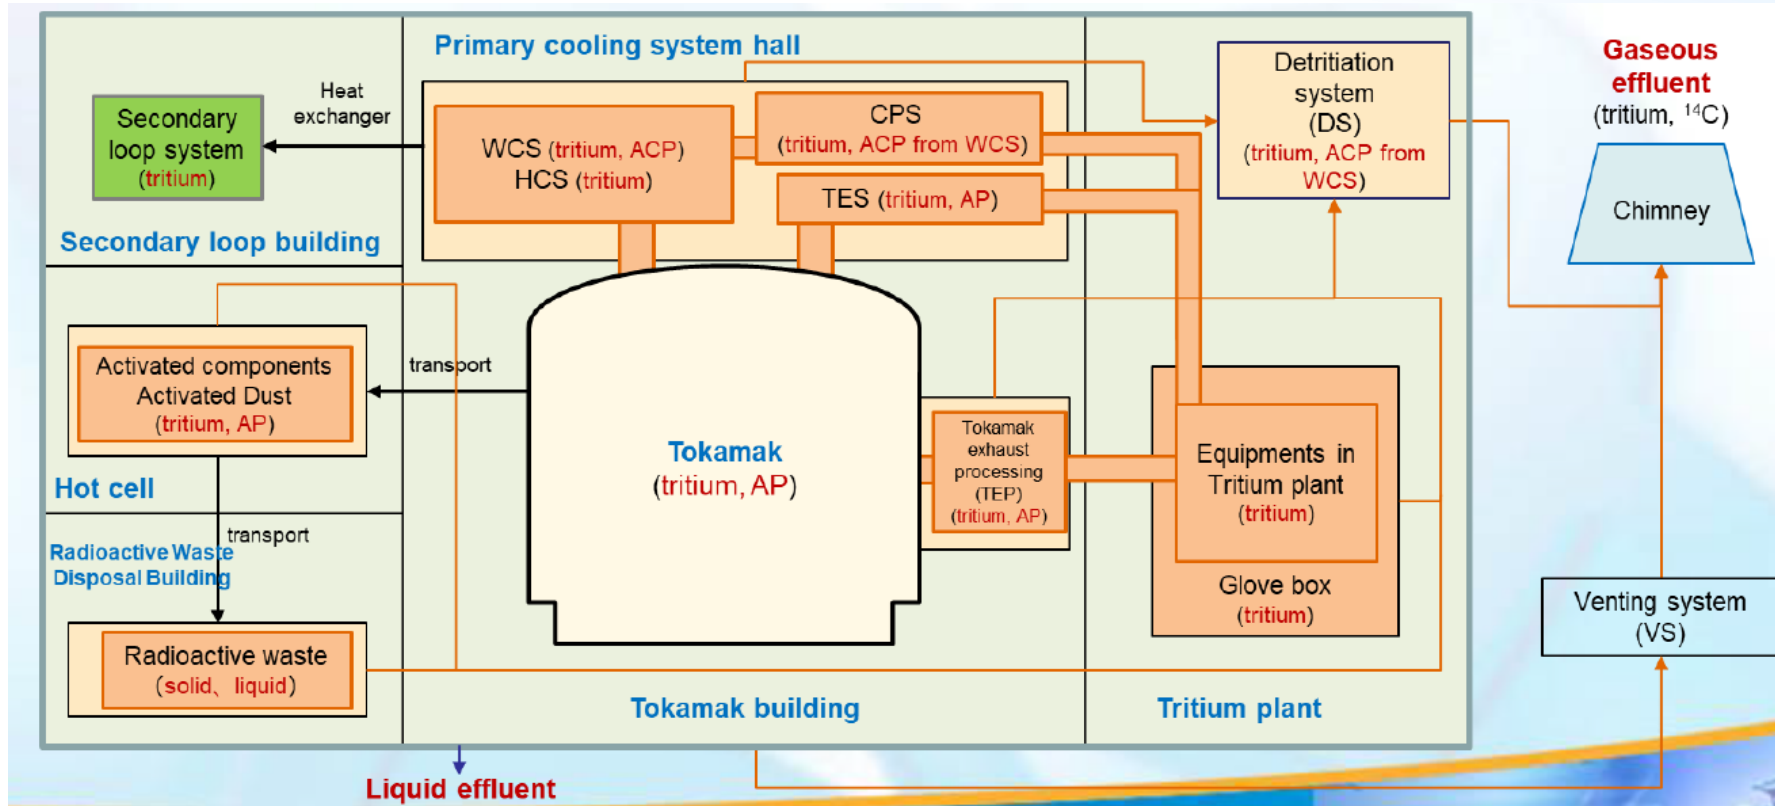 Primary cooling system hall
Heat
exchanger
Secondary
loop system
(tritium)
Secondary loop building
WCS (tritium, ACP)
HCS (tritium)
CPS
(tritium, ACP from WCS)
TES (tritium, AP)
Detritiation
system
(DS)
(tritium, ACP from
WCS)
Gaseous
effluent
(tritium, ¹⁴C)
Chimney
Activated components
Activated Dust
(tritium, AP)
transport
Hot cell
Tokamak
(tritium, AP)
Tokamak
exhaust
processing
(TEP)
(tritium, AP)
Equipments in
Tritium plant
(tritium)
Glove box
(tritium)
transport
Radioactive Waste
Disposal Building
Radioactive waste
(solid、liquid)
Venting system
(VS)
Tokamak building
Tritium plant
Liquid effluent